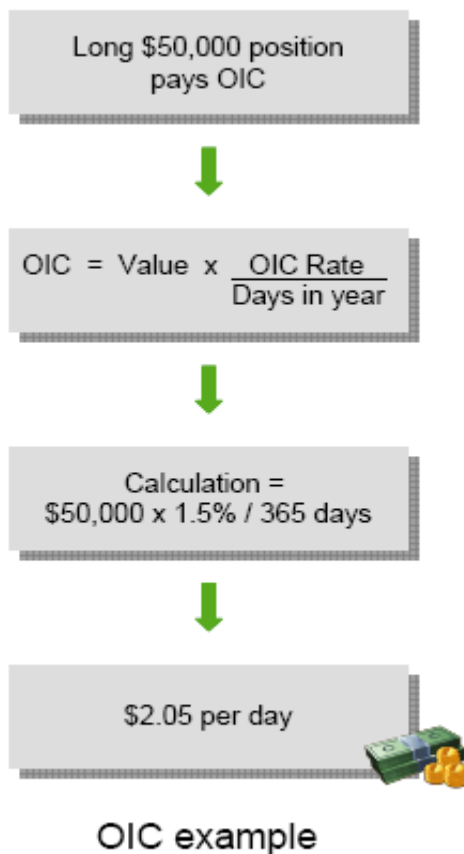 Long $50,000 position
pays OIC
OIC = Value x OIC Rate
Days in year
Calculation =
$50,000 x 1.5% / 365 days
$2.05 per day
OIC example